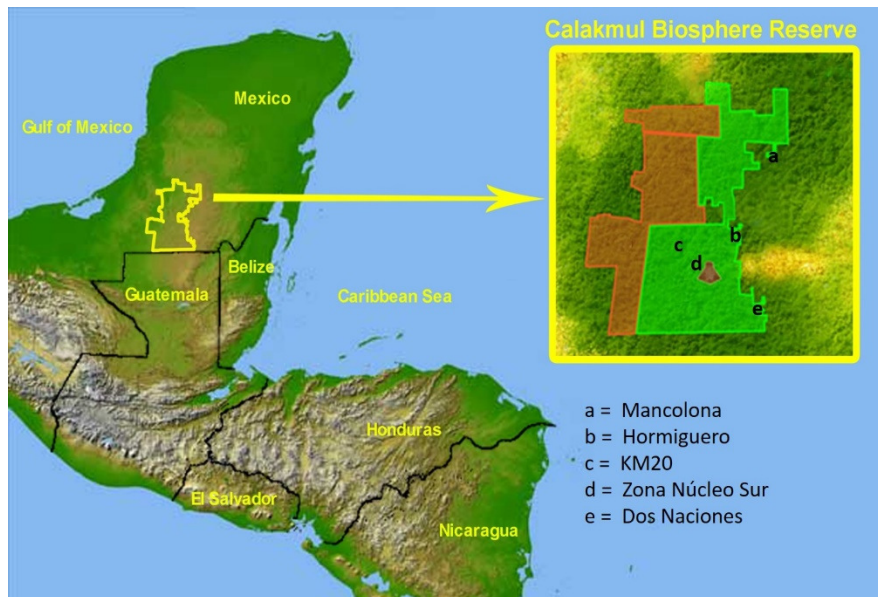 Calakmul Biosphere Reserve
Mexico
Gulf of Mexico
Belize
Guatemala
Caribbean Sea
Honduras
El Salvador
Nicaragua
a
b
c
d
e
a = Mancolona
b = Hormiguero
c = KM20
d = Zona Núcleo Sur
e = Dos Naciones